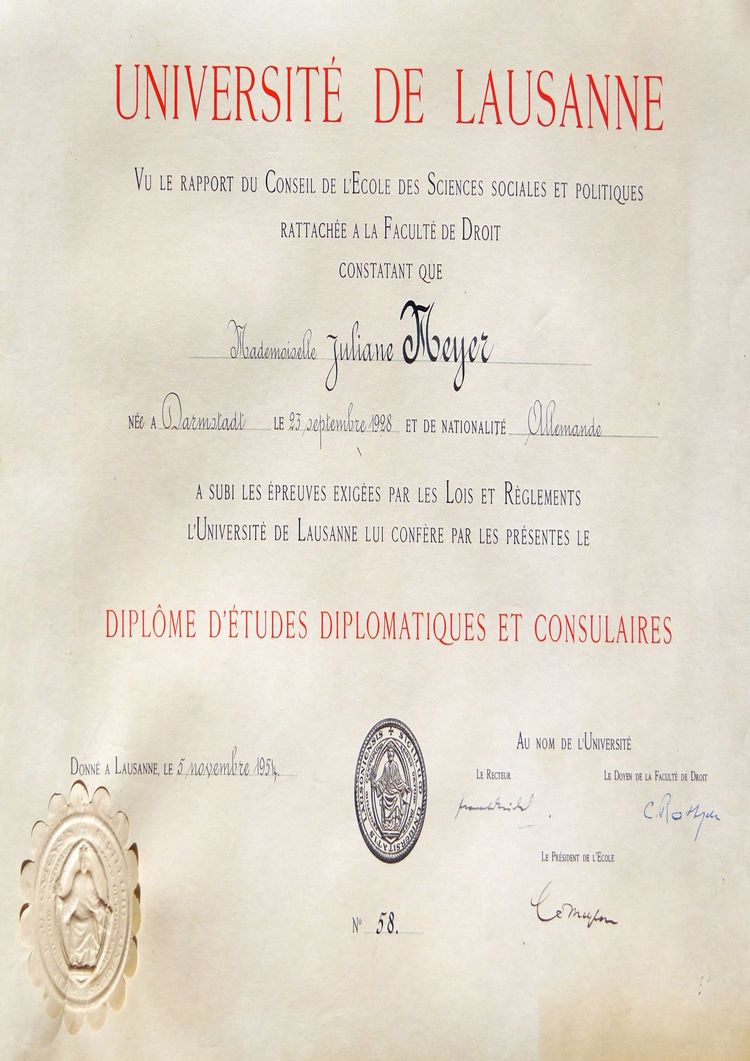 UNIVERSITÉ DE LAUSANNE
VU LE RAPPORT DU CONSEIL DE L'ECOLE DES SCIENCES SOCIALES ET POLITIQUES
RATTACHÉE A LA FACULTÉ DE DROIT
CONSTATANT QUE
Mademoiselle Juliane Meyer
NÉE A Darmstadt LE 23 septembre 1928 ET DE NATIONALITÉ Allemande
A SUBI LES ÉPREUVES EXIGÉES PAR LES LOIS ET RÈGLEMENTS
L'UNIVERSITÉ DE LAUSANNE LUI CONFÈRE PAR LES PRÉSENTES LE
DIPLÔME D'ÉTUDES DIPLOMATIQUES ET CONSULAIRES
AU NOM DE L'UNIVERSITÉ
DONNÉ A LAUSANNE, LE 5 novembre 1954.
LE RECTEUR LE DOYEN DE LA FACULTÉ DE DROIT
LE PRÉSIDENT DE L'ECOLE
N° 58.